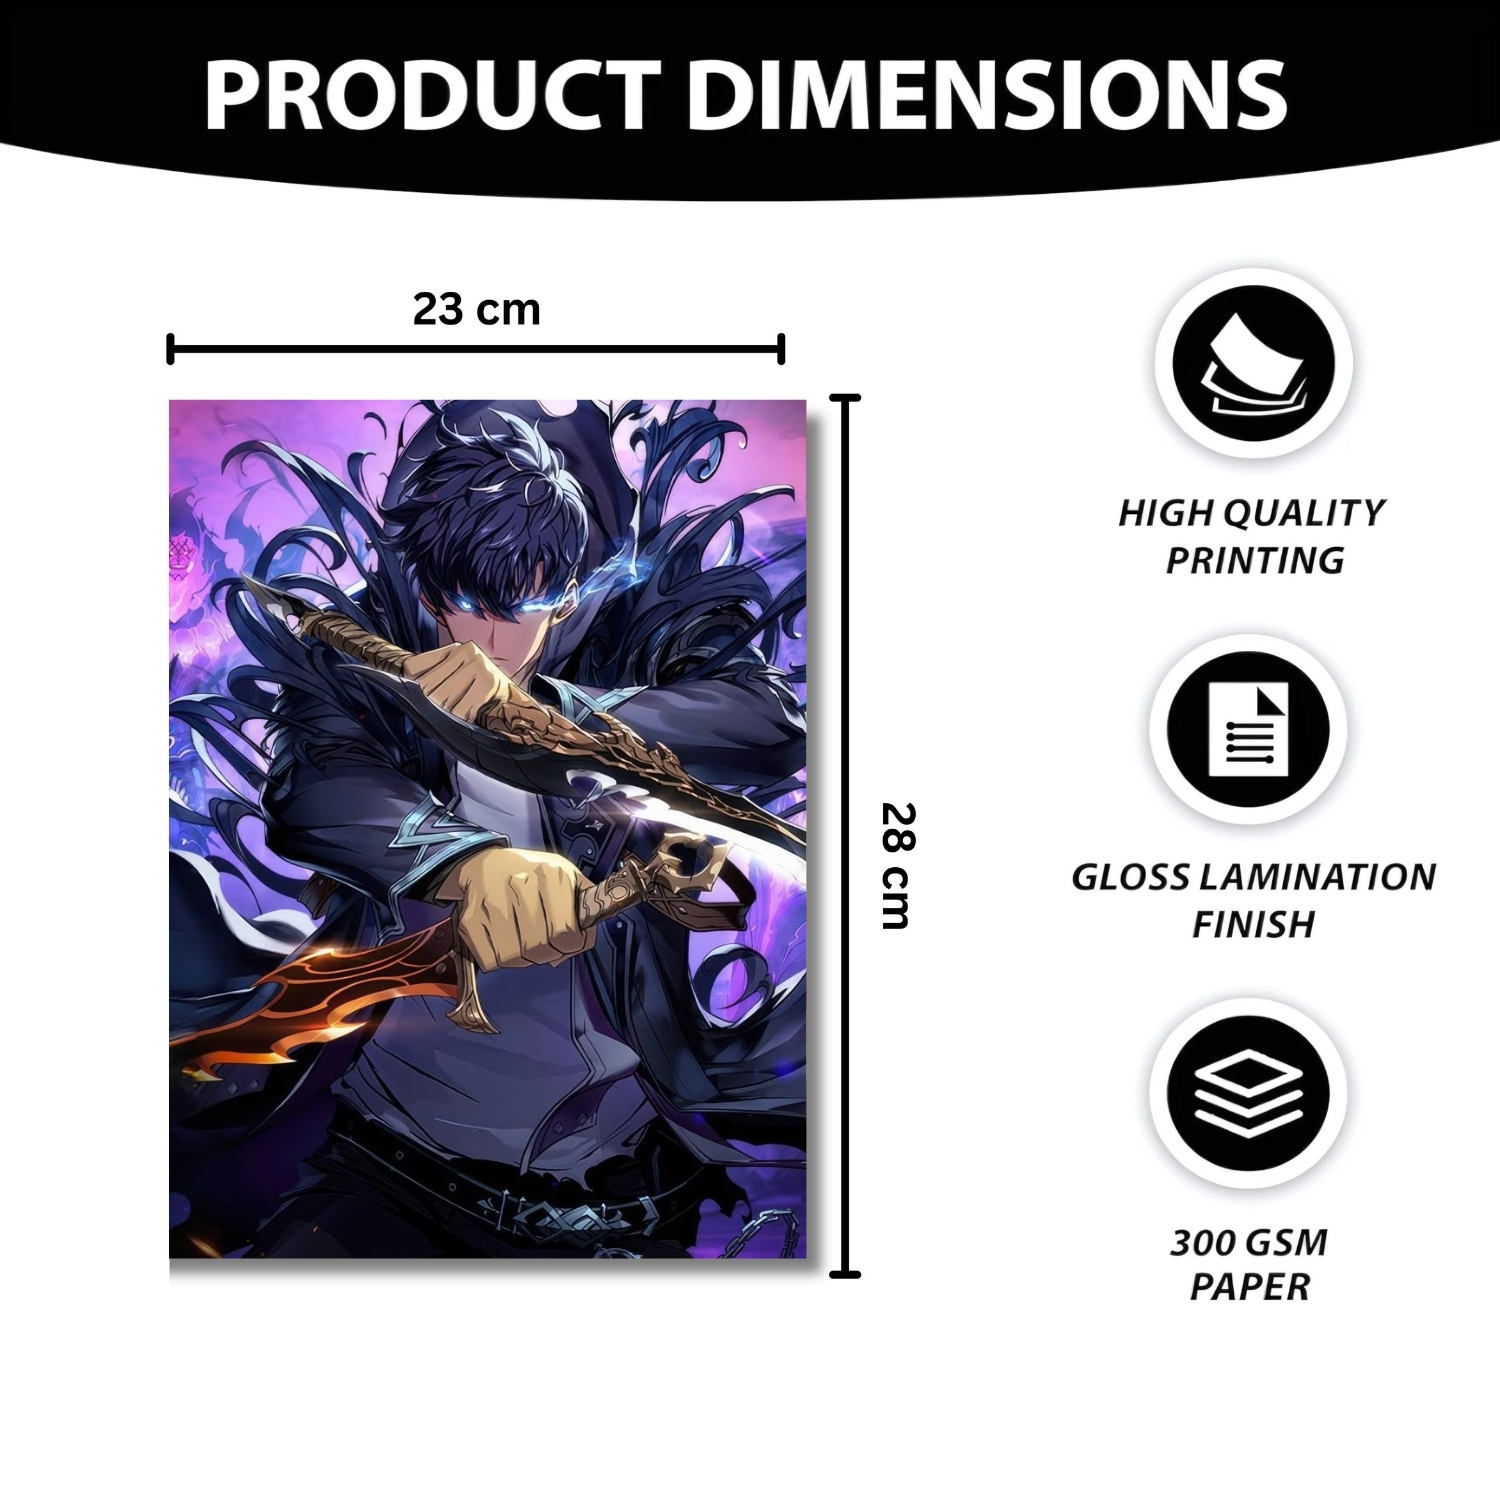 PRODUCT DIMENSIONS
23 cm
28 cm
HIGH QUALITY
PRINTING
GLOSS LAMINATION
FINISH
300 GSM
PAPER